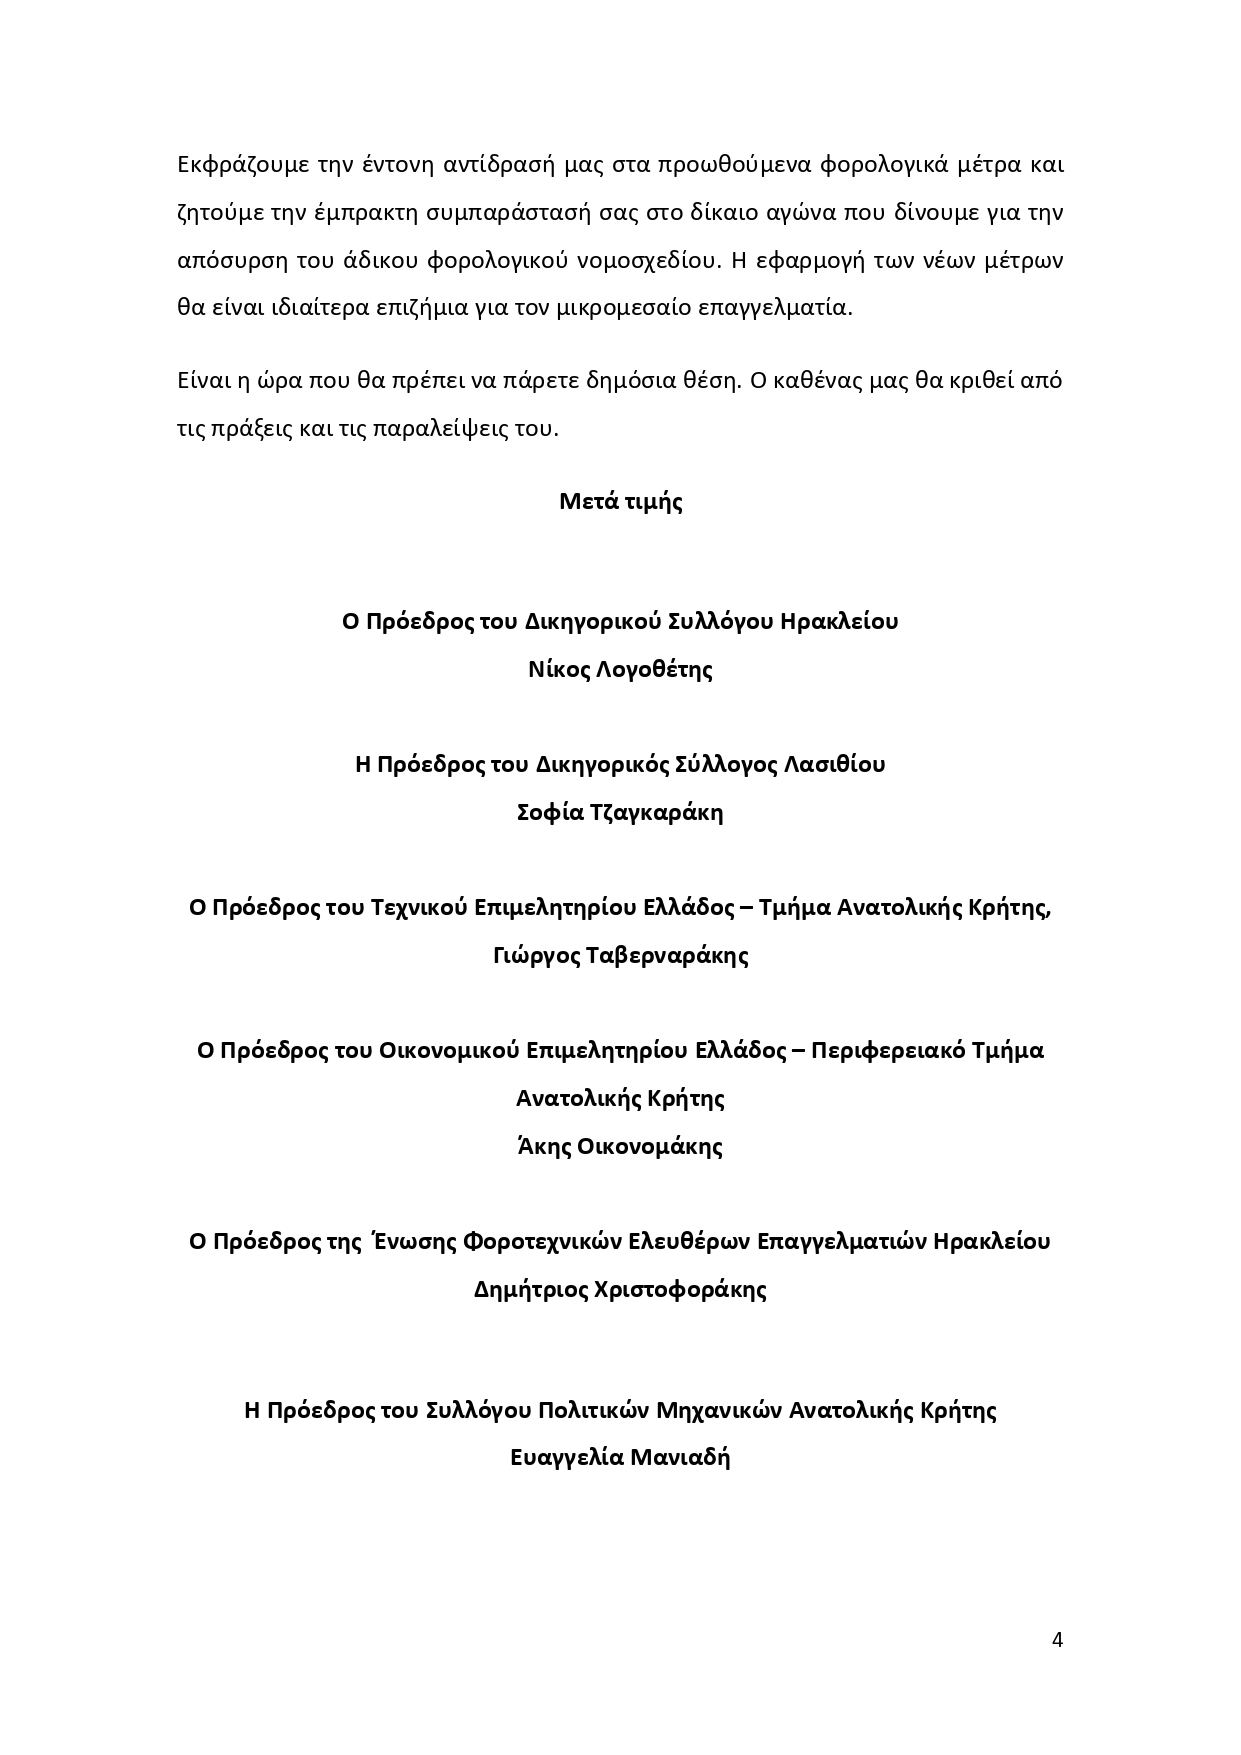 Εκφράζουμε την έντονη αντίδρασή μας στα προωθούμενα φορολογικά μέτρα και
ζητούμε την έμπρακτη συμπαράστασή σας στο δίκαιο αγώνα που δίνουμε για την
απόσυρση του άδικου φορολογικού νομοσχεδίου. Η εφαρμογή των νέων μέτρων
θα είναι ιδιαίτερα επιζήμια για τον μικρομεσαίο επαγγελματία.
Είναι η ώρα που θα πρέπει να πάρετε δημόσια θέση. Ο καθένας μας θα κριθεί από
τις πράξεις και τις παραλείψεις του.
Μετά τιμής
Ο Πρόεδρος του Δικηγορικού Συλλόγου Ηρακλείου
Νίκος Λογοθέτης
Η Πρόεδρος του Δικηγορικός Σύλλογος Λασιθίου
Σοφία Τζαγκαράκη
Ο Πρόεδρος του Τεχνικού Επιμελητηρίου Ελλάδος – Τμήμα Ανατολικής Κρήτης,
Γιώργος Ταβερναράκης
Ο Πρόεδρος του Οικονομικού Επιμελητηρίου Ελλάδος – Περιφερειακό Τμήμα
Ανατολικής Κρήτης
Άκης Οικονομάκης
Ο Πρόεδρος της Ένωσης Φοροτεχνικών Ελευθέρων Επαγγελματιών Ηρακλείου
Δημήτριος Χριστοφοράκης
Η Πρόεδρος του Συλλόγου Πολιτικών Μηχανικών Ανατολικής Κρήτης
Ευαγγελία Μανιαδή
4